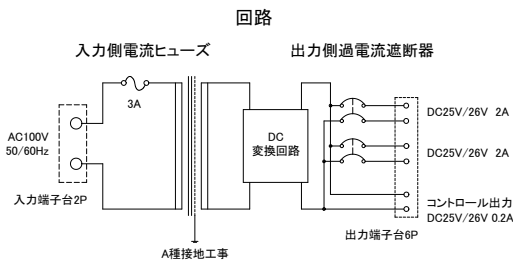 回路
入力側電流ヒューズ
出力側過電流遮断器
3A
AC100V
50/60Hz
入力端子台2P
DC
変換回路
DC25V/26V 2A
DC25V/26V 2A
コントロール出力
DC25V/26V 0.2A
出力端子台6P
A種接地工事